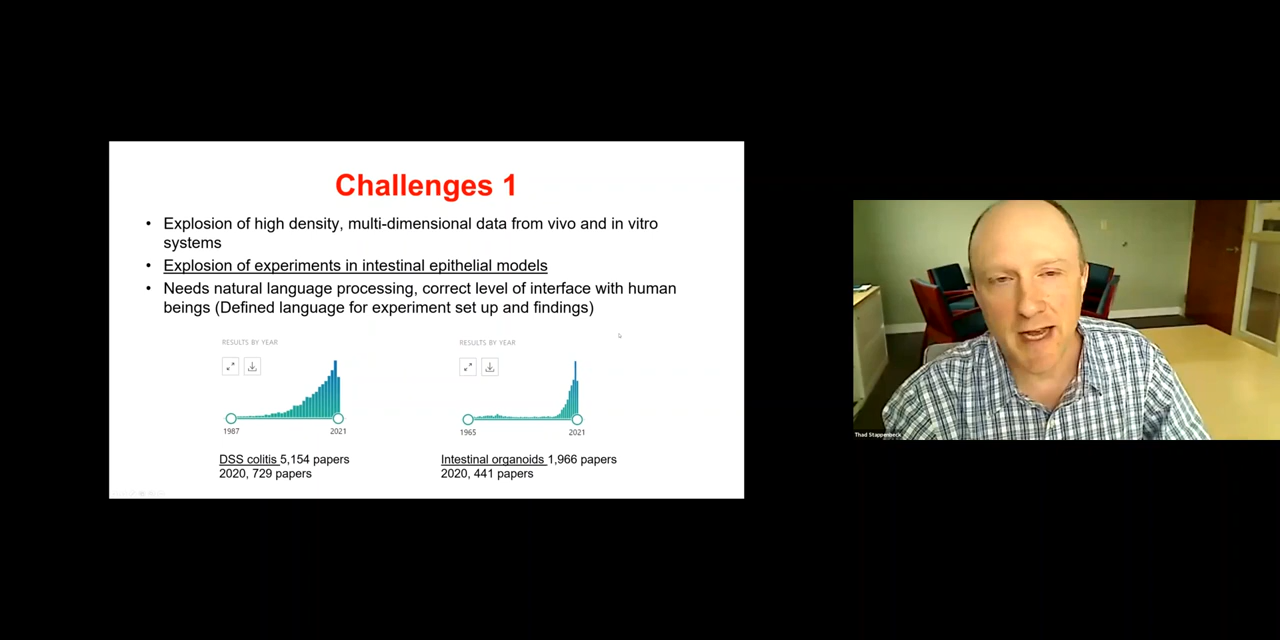 Challenges 1
• Explosion of high density, multi-dimensional data from vivo and in vitro
systems
• Explosion of experiments in intestinal epithelial models
• Needs natural language processing, correct level of interface with human
beings (Defined language for experiment set up and findings)
RESULTS BY YEAR
1987 2021
DSS colitis 5,154 papers
2020, 729 papers
RESULTS BY YEAR
1965 2021
Intestinal organoids 1,966 papers
2020, 441 papers
Thad Stappenbeck